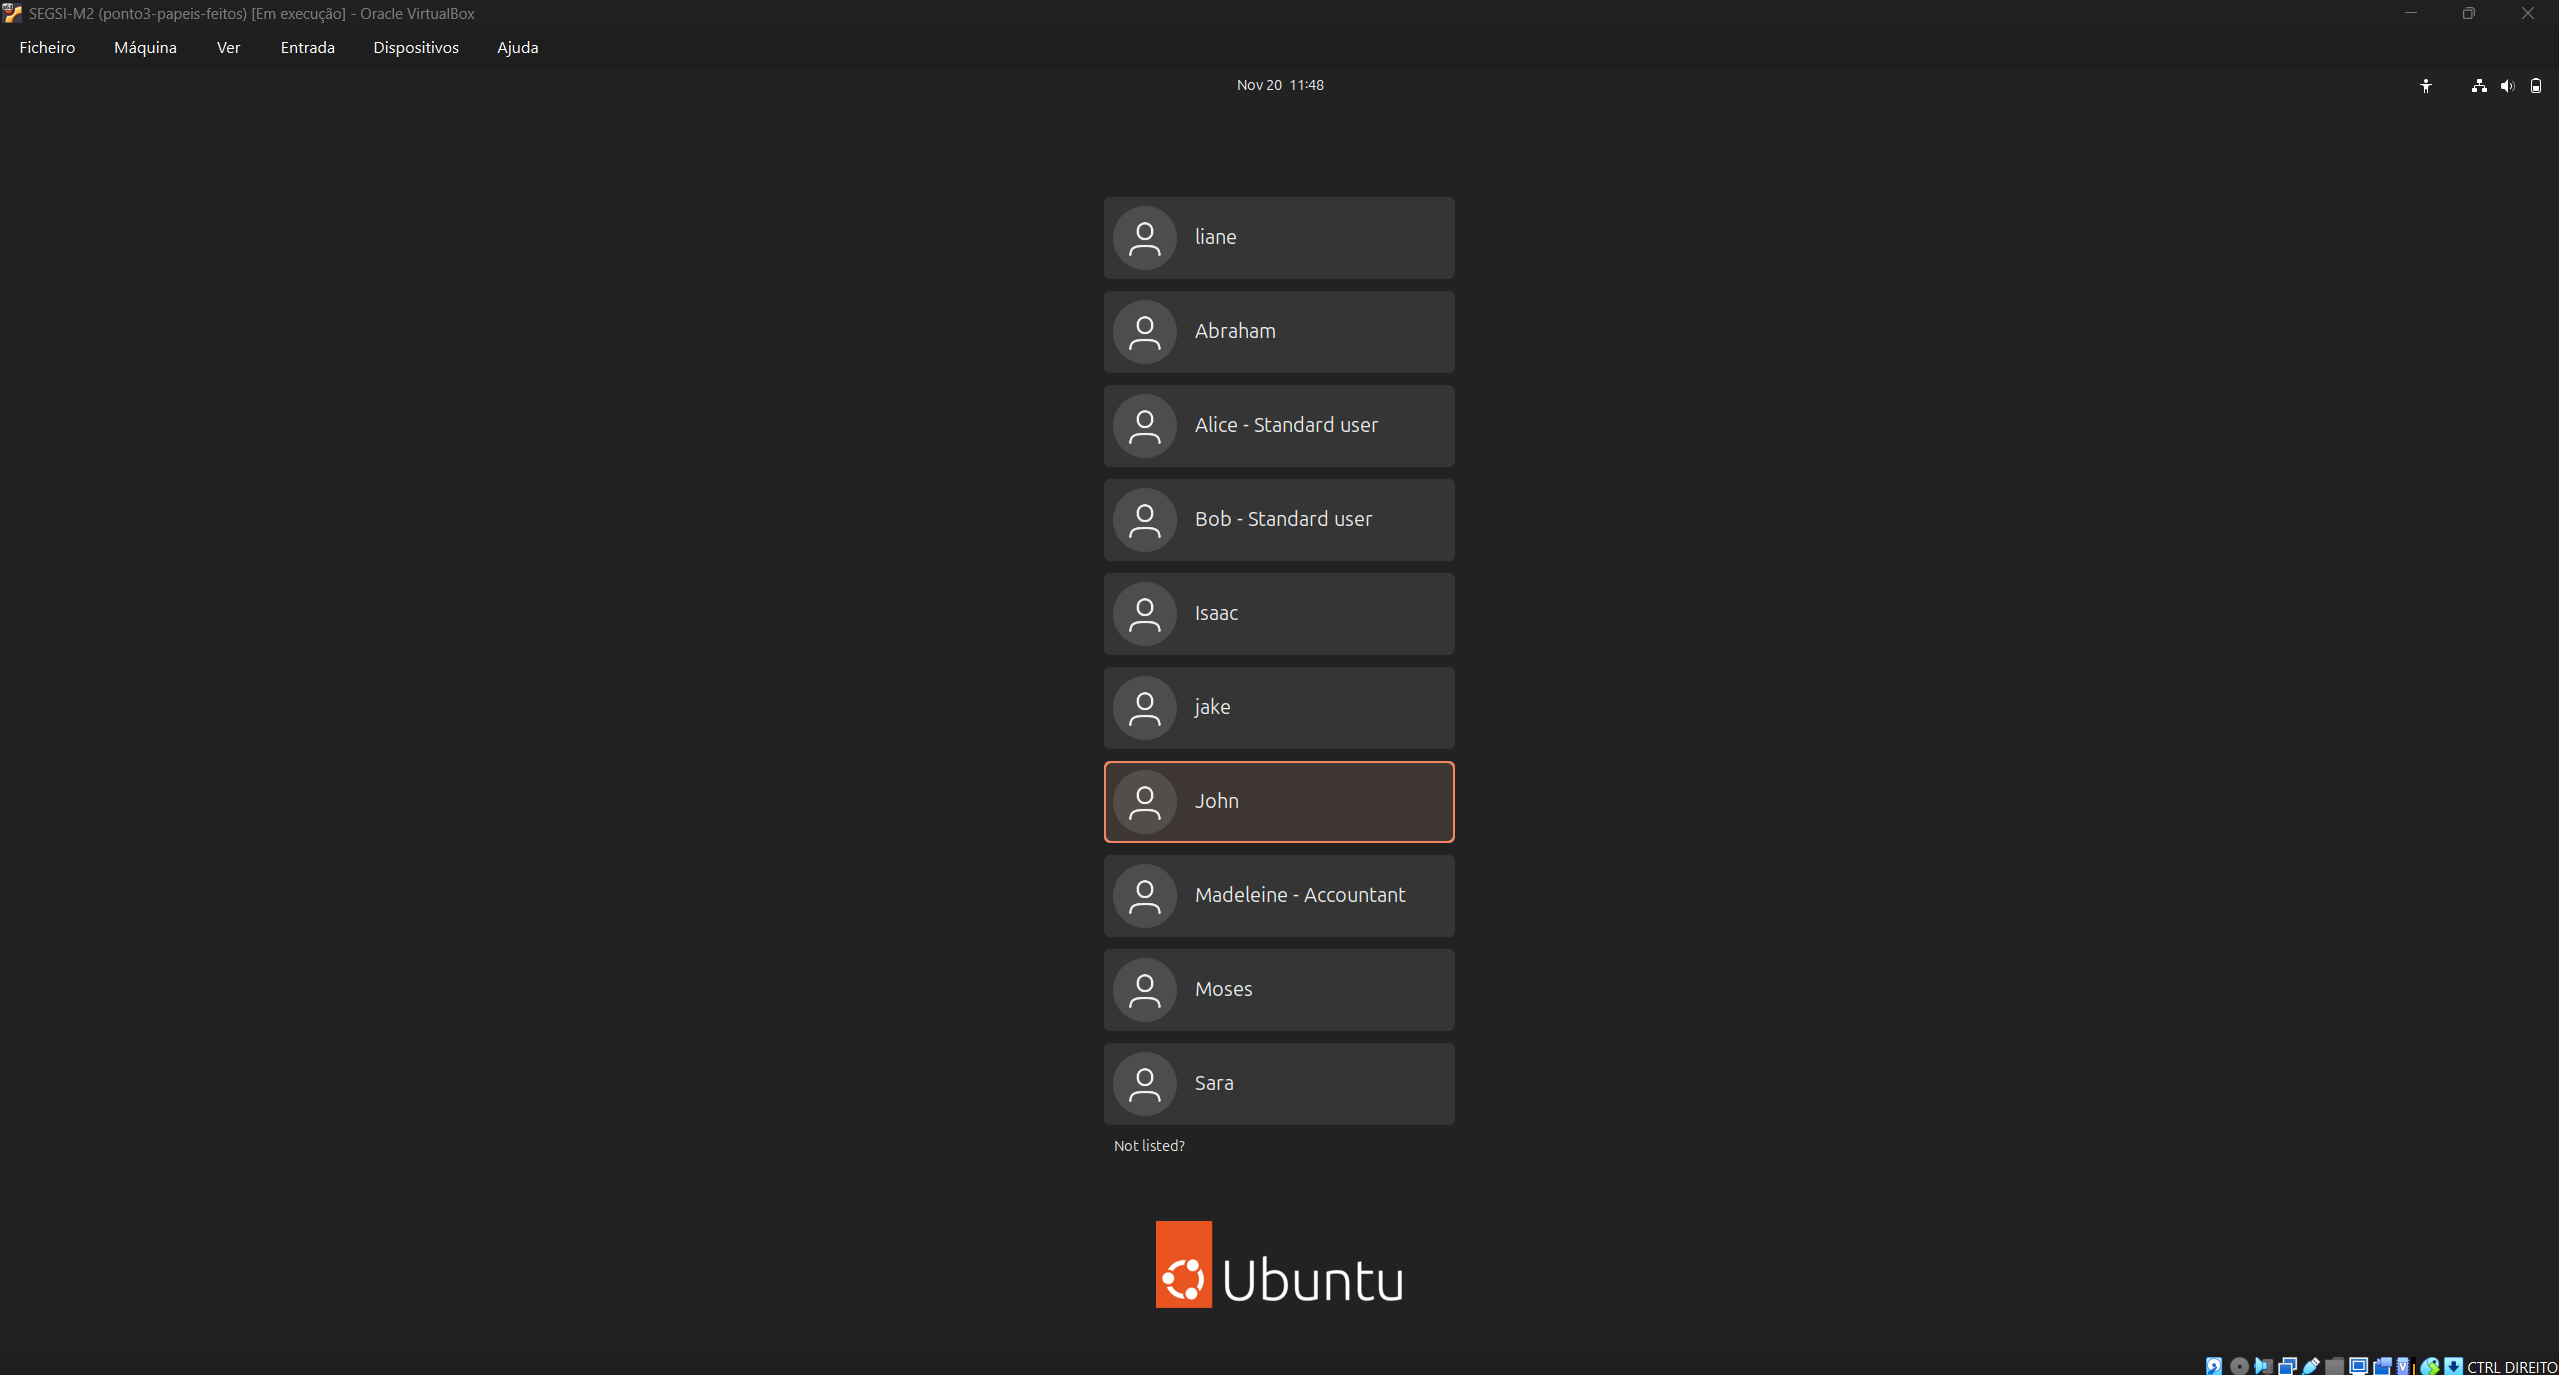 SEGSI-M2 (ponto3-papeis-feitos) [Em execução] - Oracle VirtualBox
Ficheiro Máquina Ver Entrada Dispositivos Ajuda
Nov 20 11:48
liane
Abraham
Alice - Standard user
Bob - Standard user
Isaac
jake
John
Madeleine - Accountant
Moses
Sara
Not listed?
Ubuntu
CTRL DIREITO